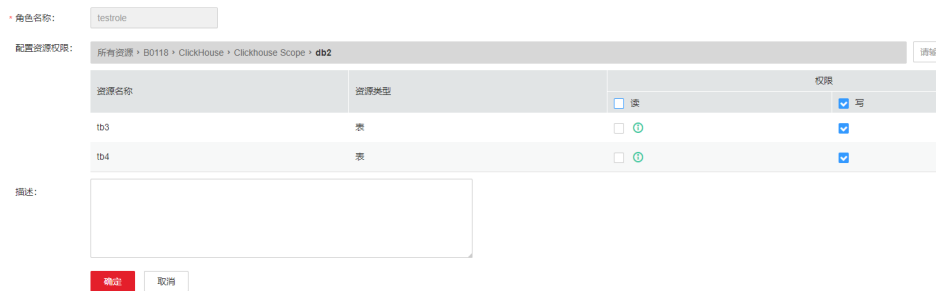 * 角色名称： testrole
配置资源权限： 所有资源 › B0118 › ClickHouse › Clickhouse Scope › db2 请输
资源名称 资源类型 权限
读 写
tb3 表
tb4 表
描述：
确定 取消